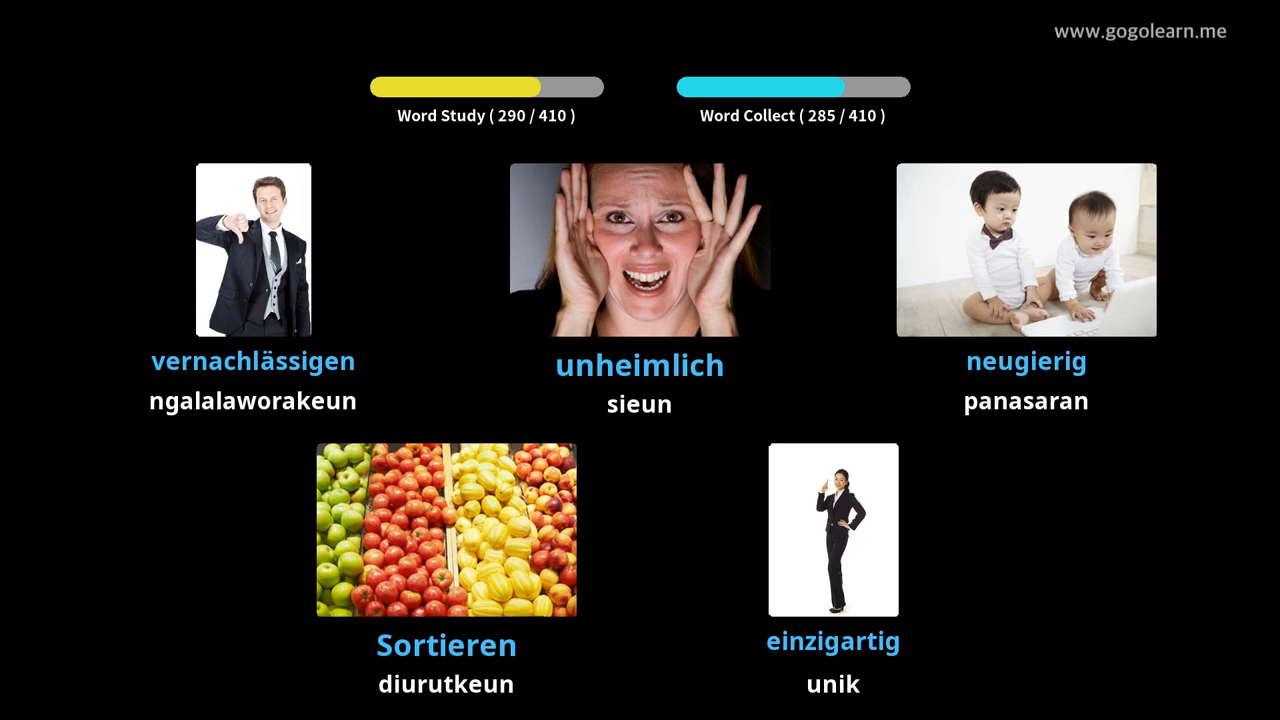 www.gogolearn.me
Word Study ( 290 / 410 )
Word Collect ( 285 / 410 )
vernachlässigen
ngalalaworakeun
unheimlich
sieun
neugierig
panasaran
Sortieren
diurutkeun
einzigartig
unik